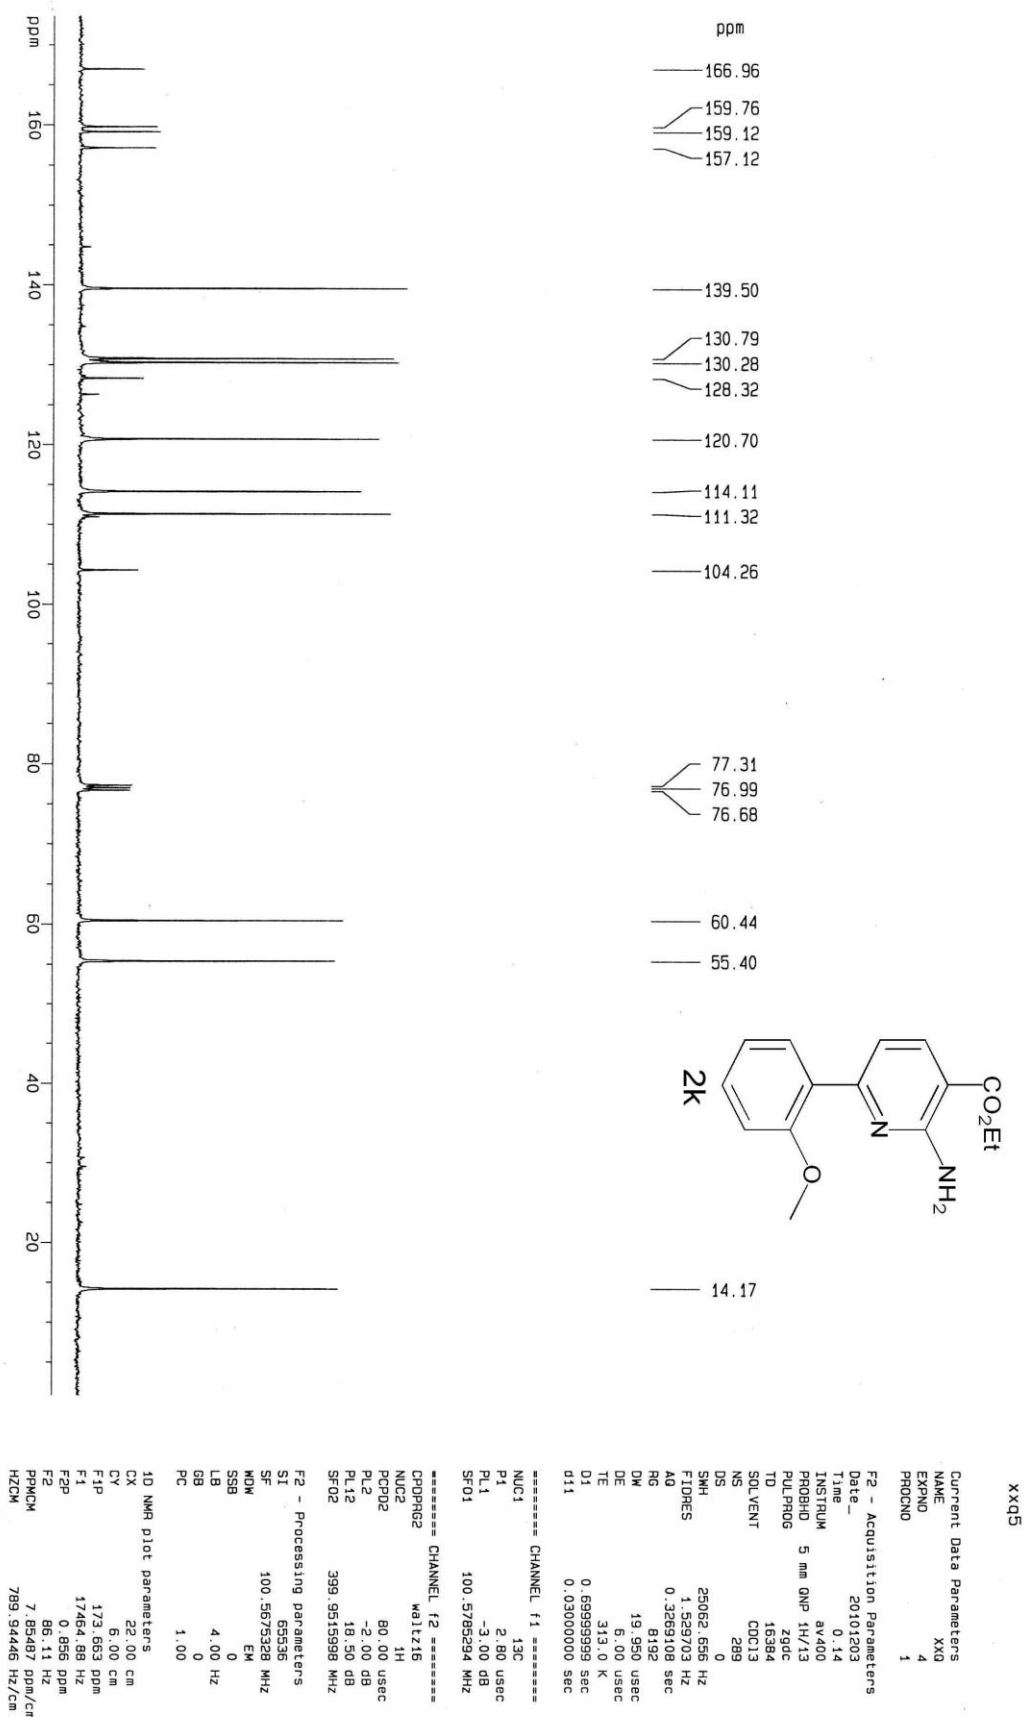 ppm
166.96
159.76
159.12
157.12
139.50
130.79
130.28
128.32
120.70
114.11
111.32
104.26
77.31
76.99
76.68
60.44
55.40
14.17
CO2Et
NH2
N
O
2k
ppm
160
140
120
100
80
60
40
20
xxq5
Current Data Parameters
NAME XXQ
EXPNO 4
PROCNO 1
F2 - Acquisition Parameters
Date_ 20101203
Time 0.14
INSTRUM av400
PROBHD 5 mm QNP 1H/13
PULPROG zgdc
TD 16384
SOLVENT CDCl3
NS 289
DS 0
SWH 25062.656 Hz
FIDRES 1.529703 Hz
AQ 0.3269108 sec
RG 8192
DW 19.950 usec
DE 6.00 usec
TE 313.0 K
D1 0.69999999 sec
d11 0.03000000 sec
======== CHANNEL f1 ========
NUC1 13C
P1 2.80 usec
PL1 -3.00 dB
SFO1 100.5785294 MHz
======== CHANNEL f2 ========
CPDPRG2 waltz16
NUC2 1H
PCPD2 80.00 usec
PL2 -2.00 dB
PL12 18.50 dB
SFO2 399.9515998 MHz
F2 - Processing parameters
SI 65536
SF 100.5675328 MHz
WDW EM
SSB 0
LB 4.00 Hz
GB 0
PC 1.00
1D NMR plot parameters
CX 22.00 cm
CY 6.00 cm
F1P 173.663 ppm
F1 17464.88 Hz
F2P 0.856 ppm
F2 86.11 Hz
PPMCM 7.85487 ppm/cm
HZCM 789.94446 Hz/cm